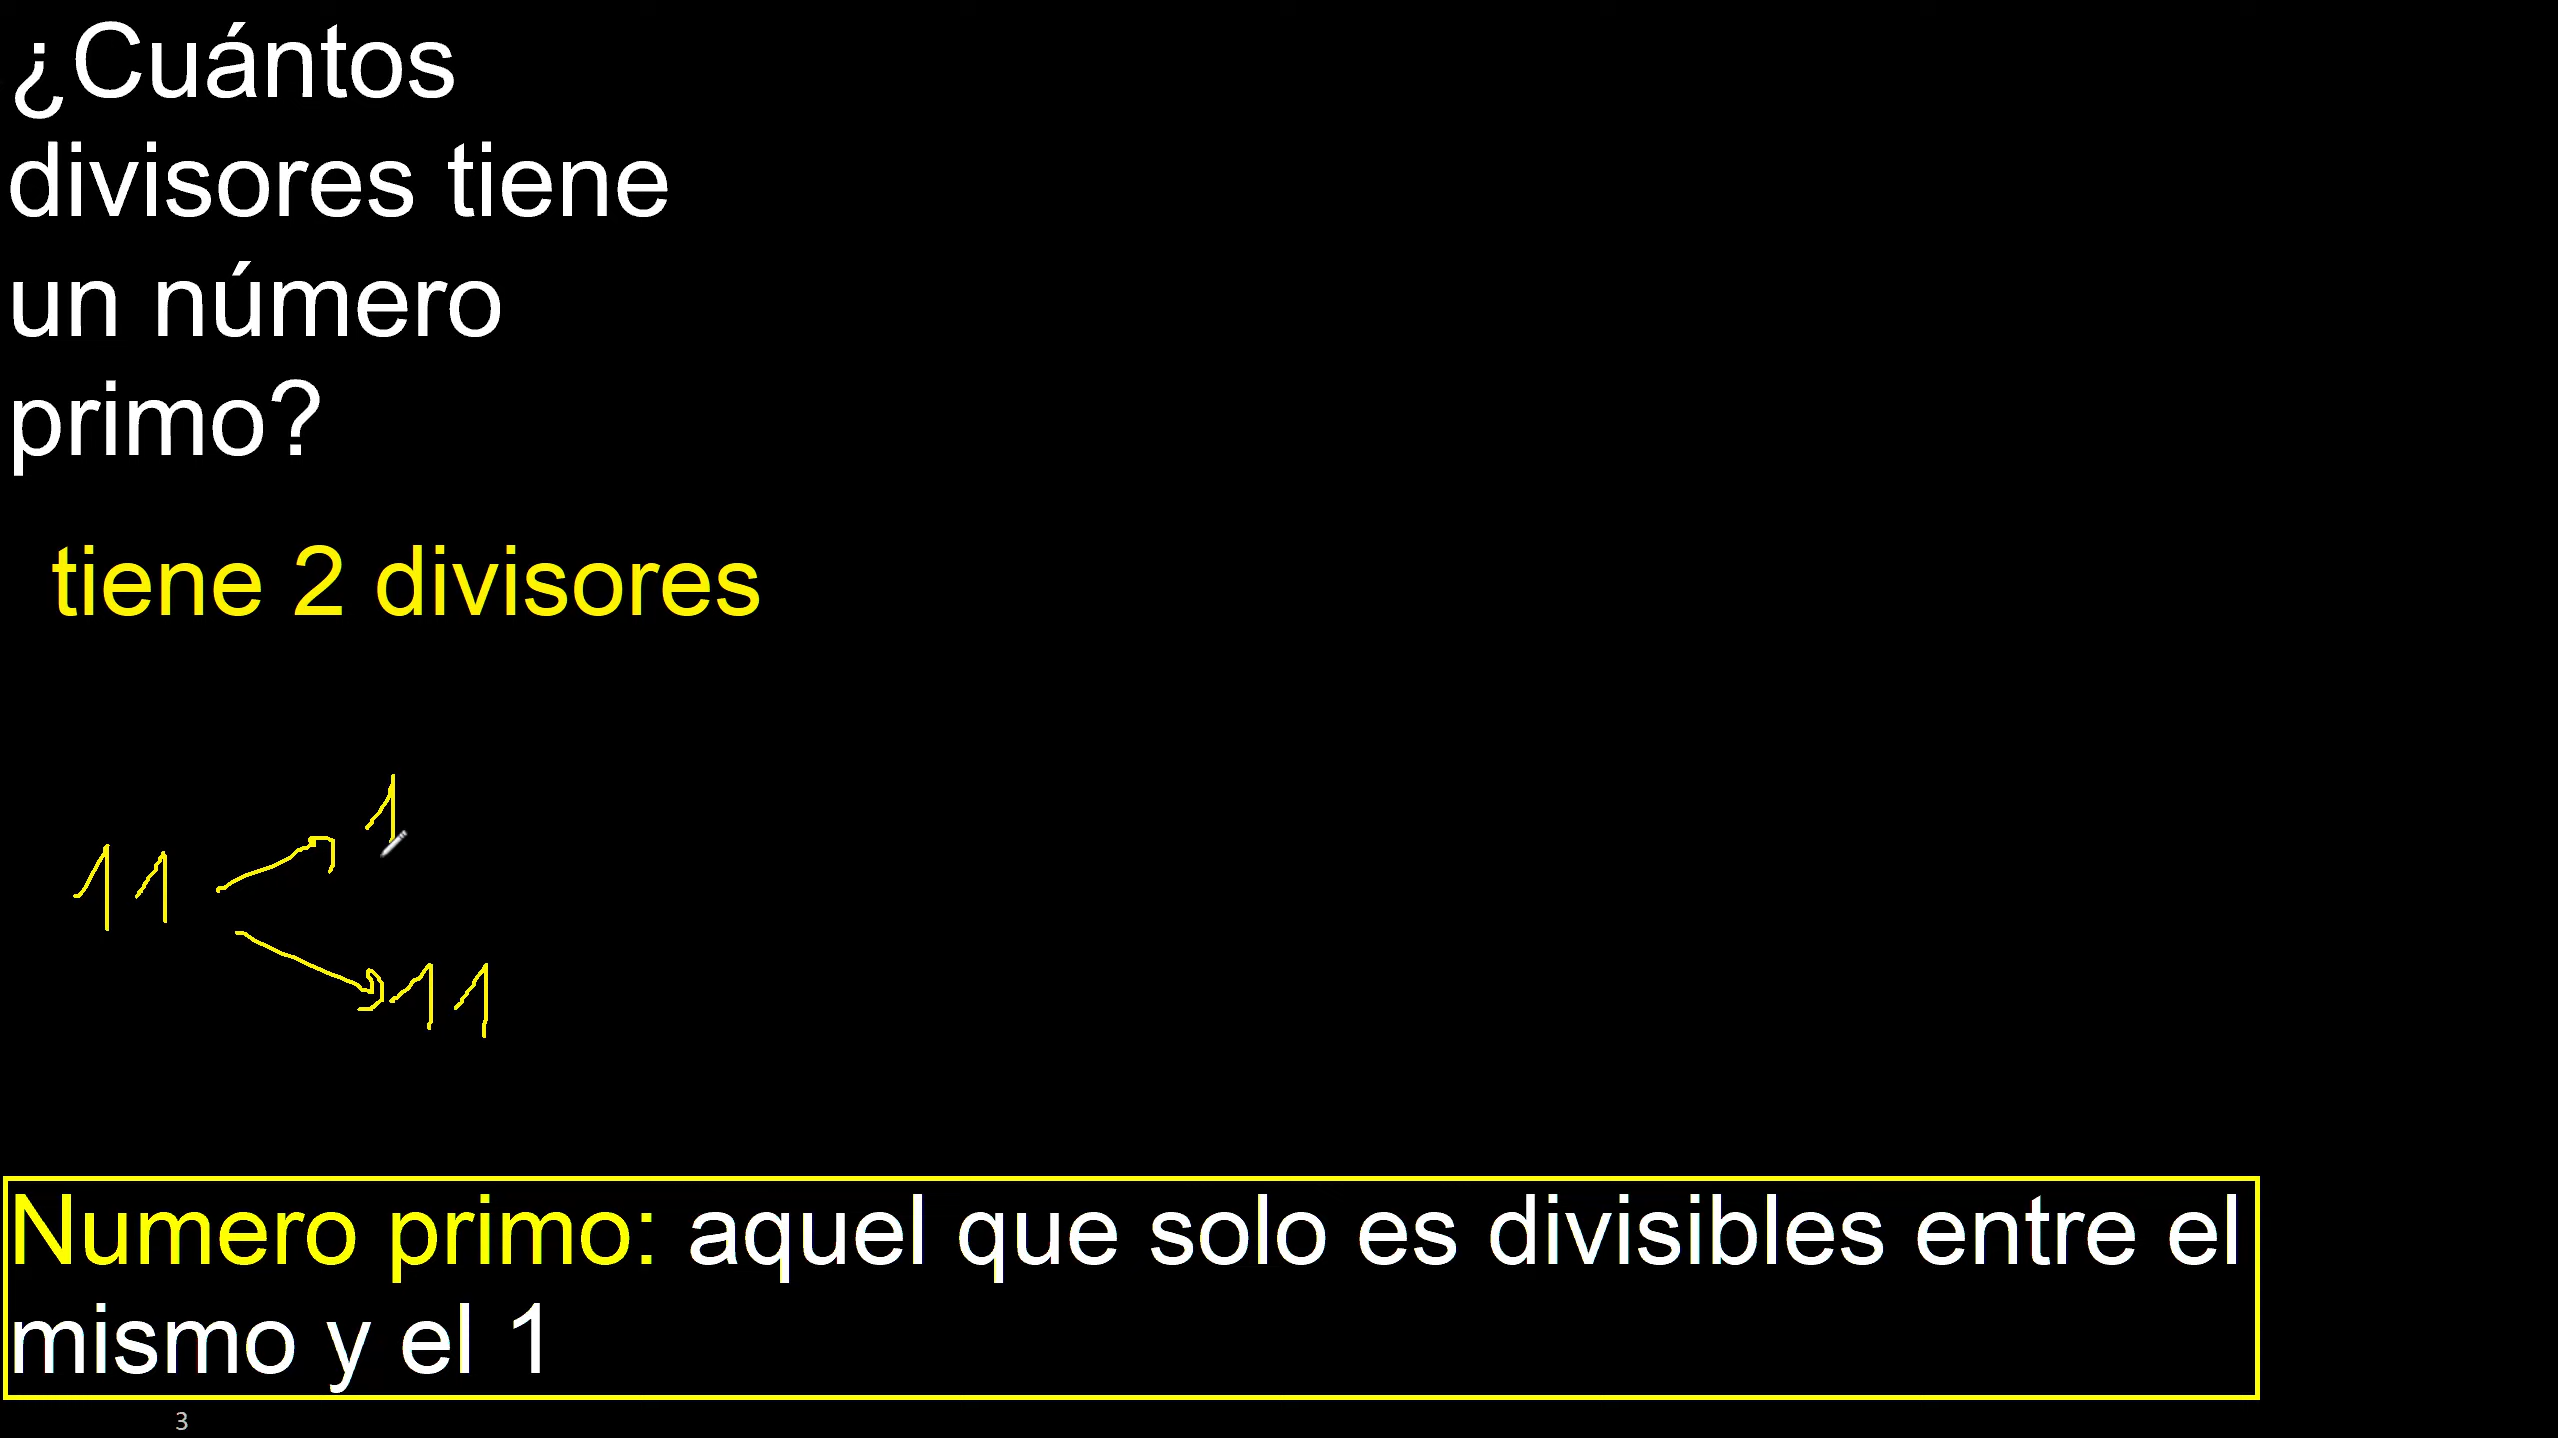 ¿Cuántos
divisores tiene
un número
primo?
tiene 2 divisores
1
11
11
Numero primo: aquel que solo es divisibles entre el
mismo y el 1
3